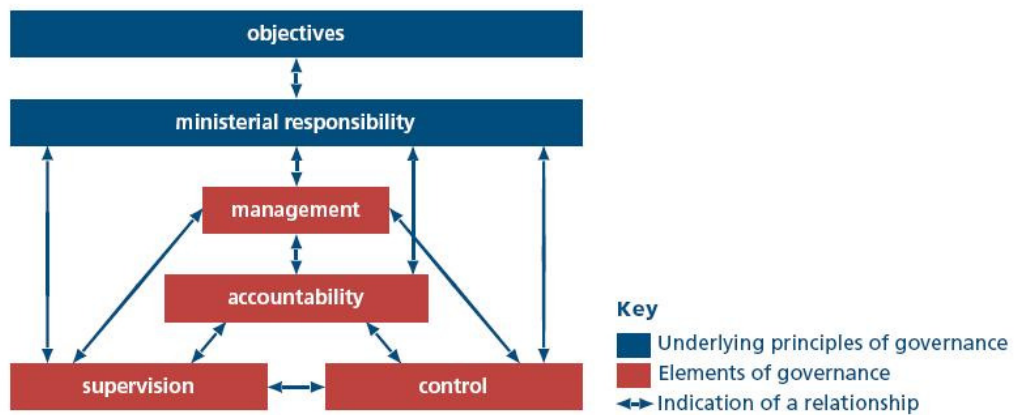 objectives
ministerial responsibility
management
accountability
supervision
control
Key
Underlying principles of governance
Elements of governance
Indication of a relationship